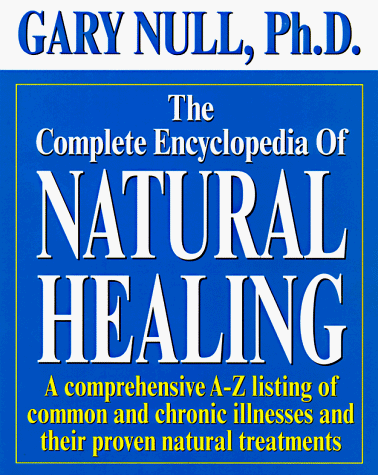 GARY NULL, Ph.D.
The
Complete Encyclopedia Of
NATURAL
HEALING
A comprehensive A-Z listing of
common and chronic illnesses and
their proven natural treatments